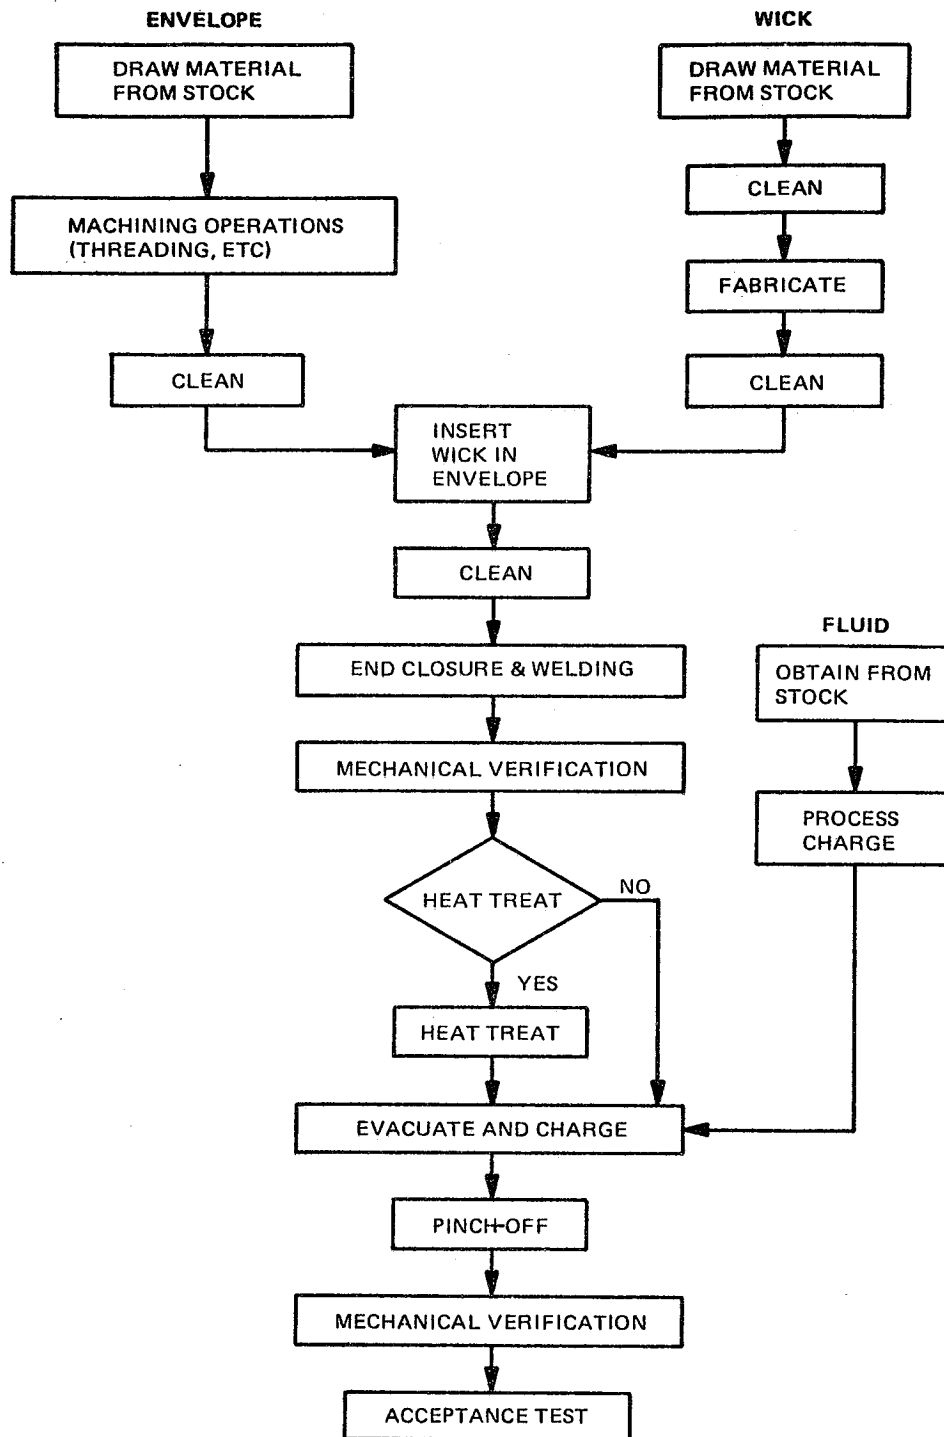 ENVELOPE
DRAW MATERIAL
FROM STOCK
MACHINING OPERATIONS
(THREADING, ETC)
CLEAN
WICK
DRAW MATERIAL
FROM STOCK
CLEAN
FABRICATE
CLEAN
INSERT
WICK IN
ENVELOPE
CLEAN
END CLOSURE & WELDING
MECHANICAL VERIFICATION
HEAT TREAT
NO
YES
HEAT TREAT
FLUID
OBTAIN FROM
STOCK
PROCESS
CHARGE
EVACUATE AND CHARGE
PINCH-OFF
MECHANICAL VERIFICATION
ACCEPTANCE TEST